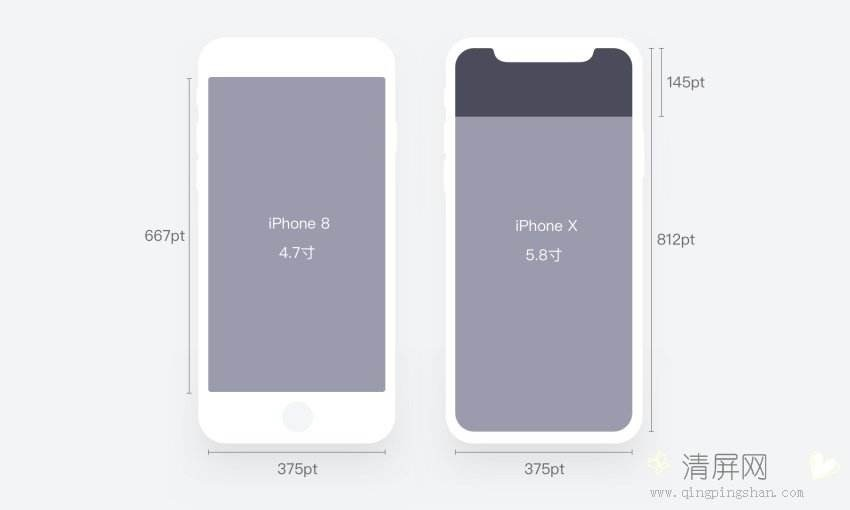 667pt
iPhone 8
4.7寸
375pt
iPhone X
5.8寸
145pt
812pt
375pt
清屏网
www.qingpingshan.com